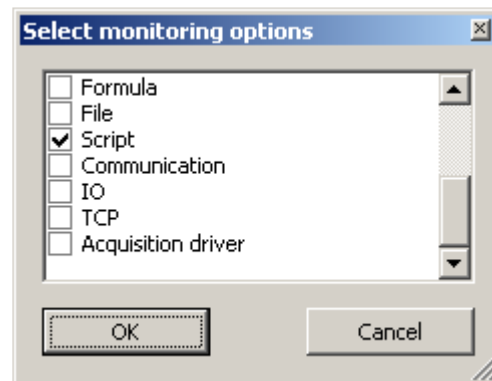 Select monitoring options
Formula
File
Script
Communication
IO
TCP
Acquisition driver
OK
Cancel